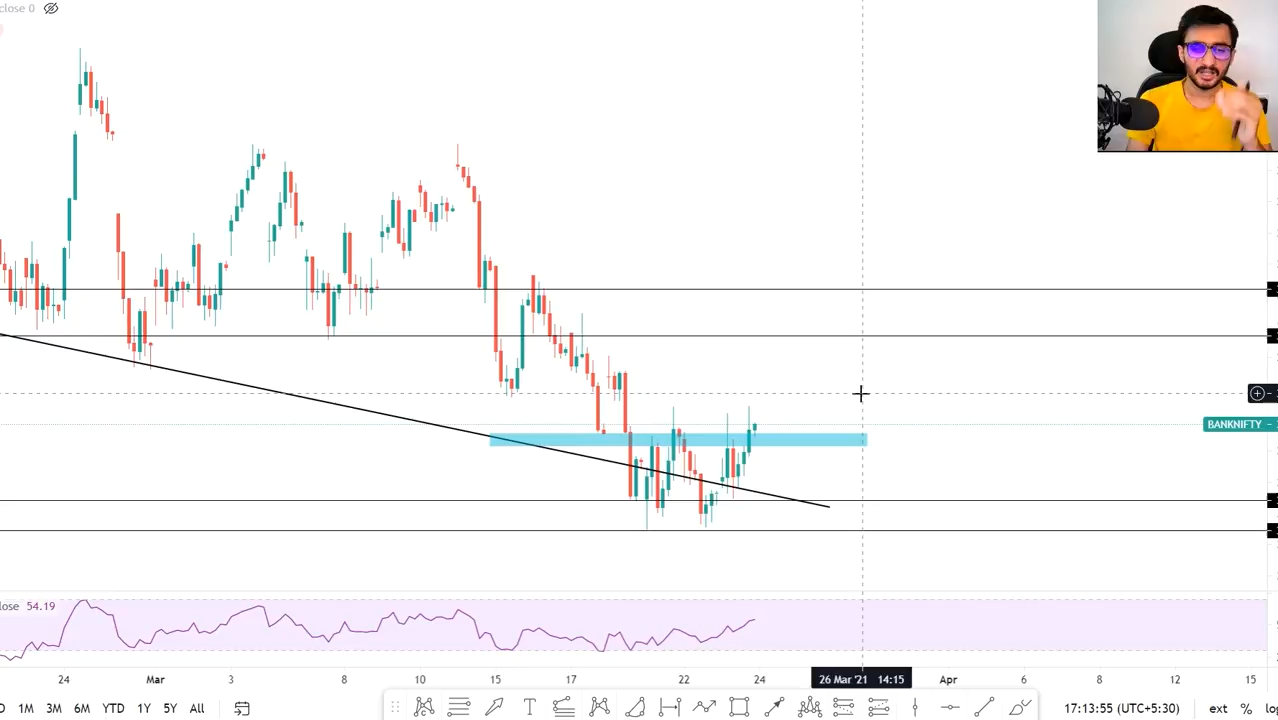 close 0
BANKNIFTY
lose 54.19
24 Mar 3 8 10 15 17 22 24 26 Mar '21 14:15 Apr 6 8 12 15
1M 3M 6M YTD 1Y 5Y All T 17:13:55 (UTC+5:30) ext %